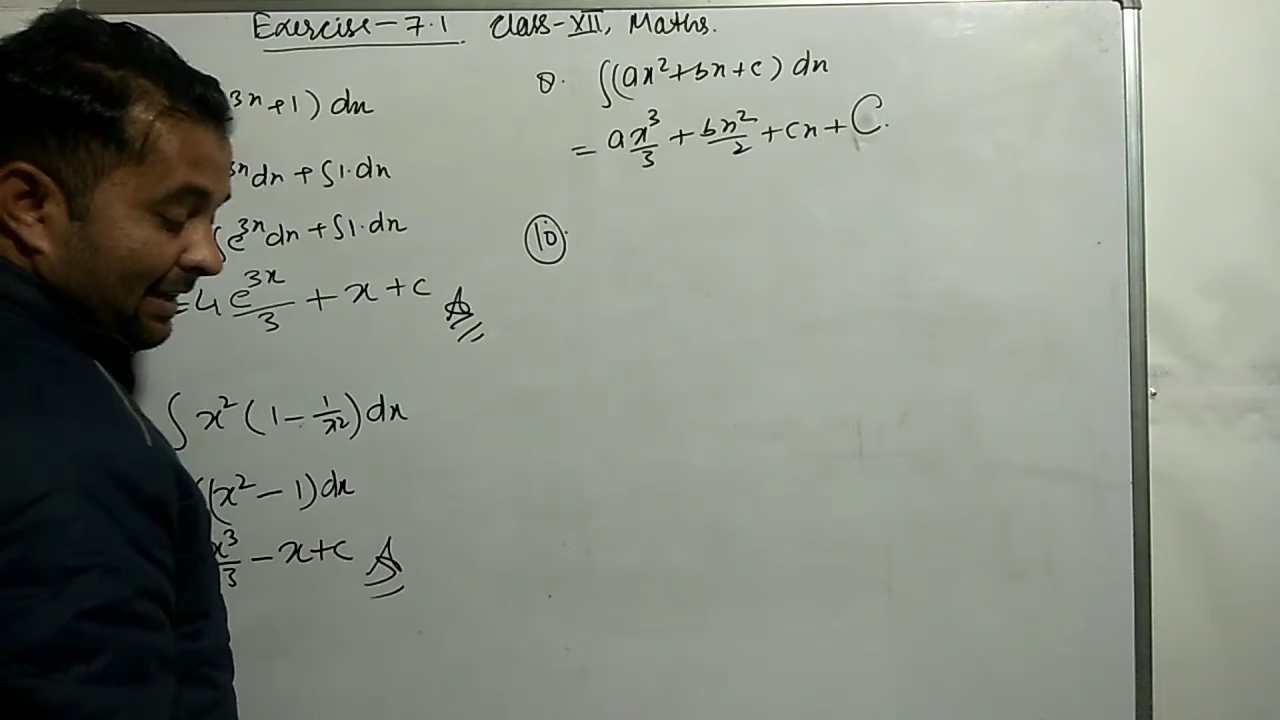 Exercise-7.1 Class-XII, Maths.
3x+1) dx
3x dx + ∫1.dx
∫e^3x dx + ∫1.dx
=4 e^3x/3 + x + c A
∫ x²(1 - 1/x²) dx
∫(x² - 1) dx
x³/3 - x + c A
8. ∫(ax²+bx+c) dx
= a x³/3 + bx²/2 + cx + C.
10.